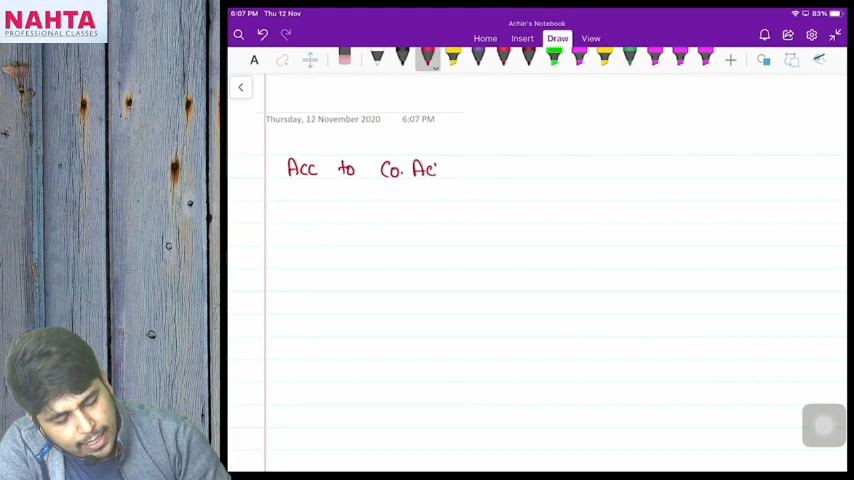 6:07 PM Thu 12 Nov
83%
NAHTA
PROFESSIONAL CLASSES
Achin's Notebook
Home Insert Draw View
A
Thursday, 12 November 2020 6:07 PM
Acc to Co. Ac